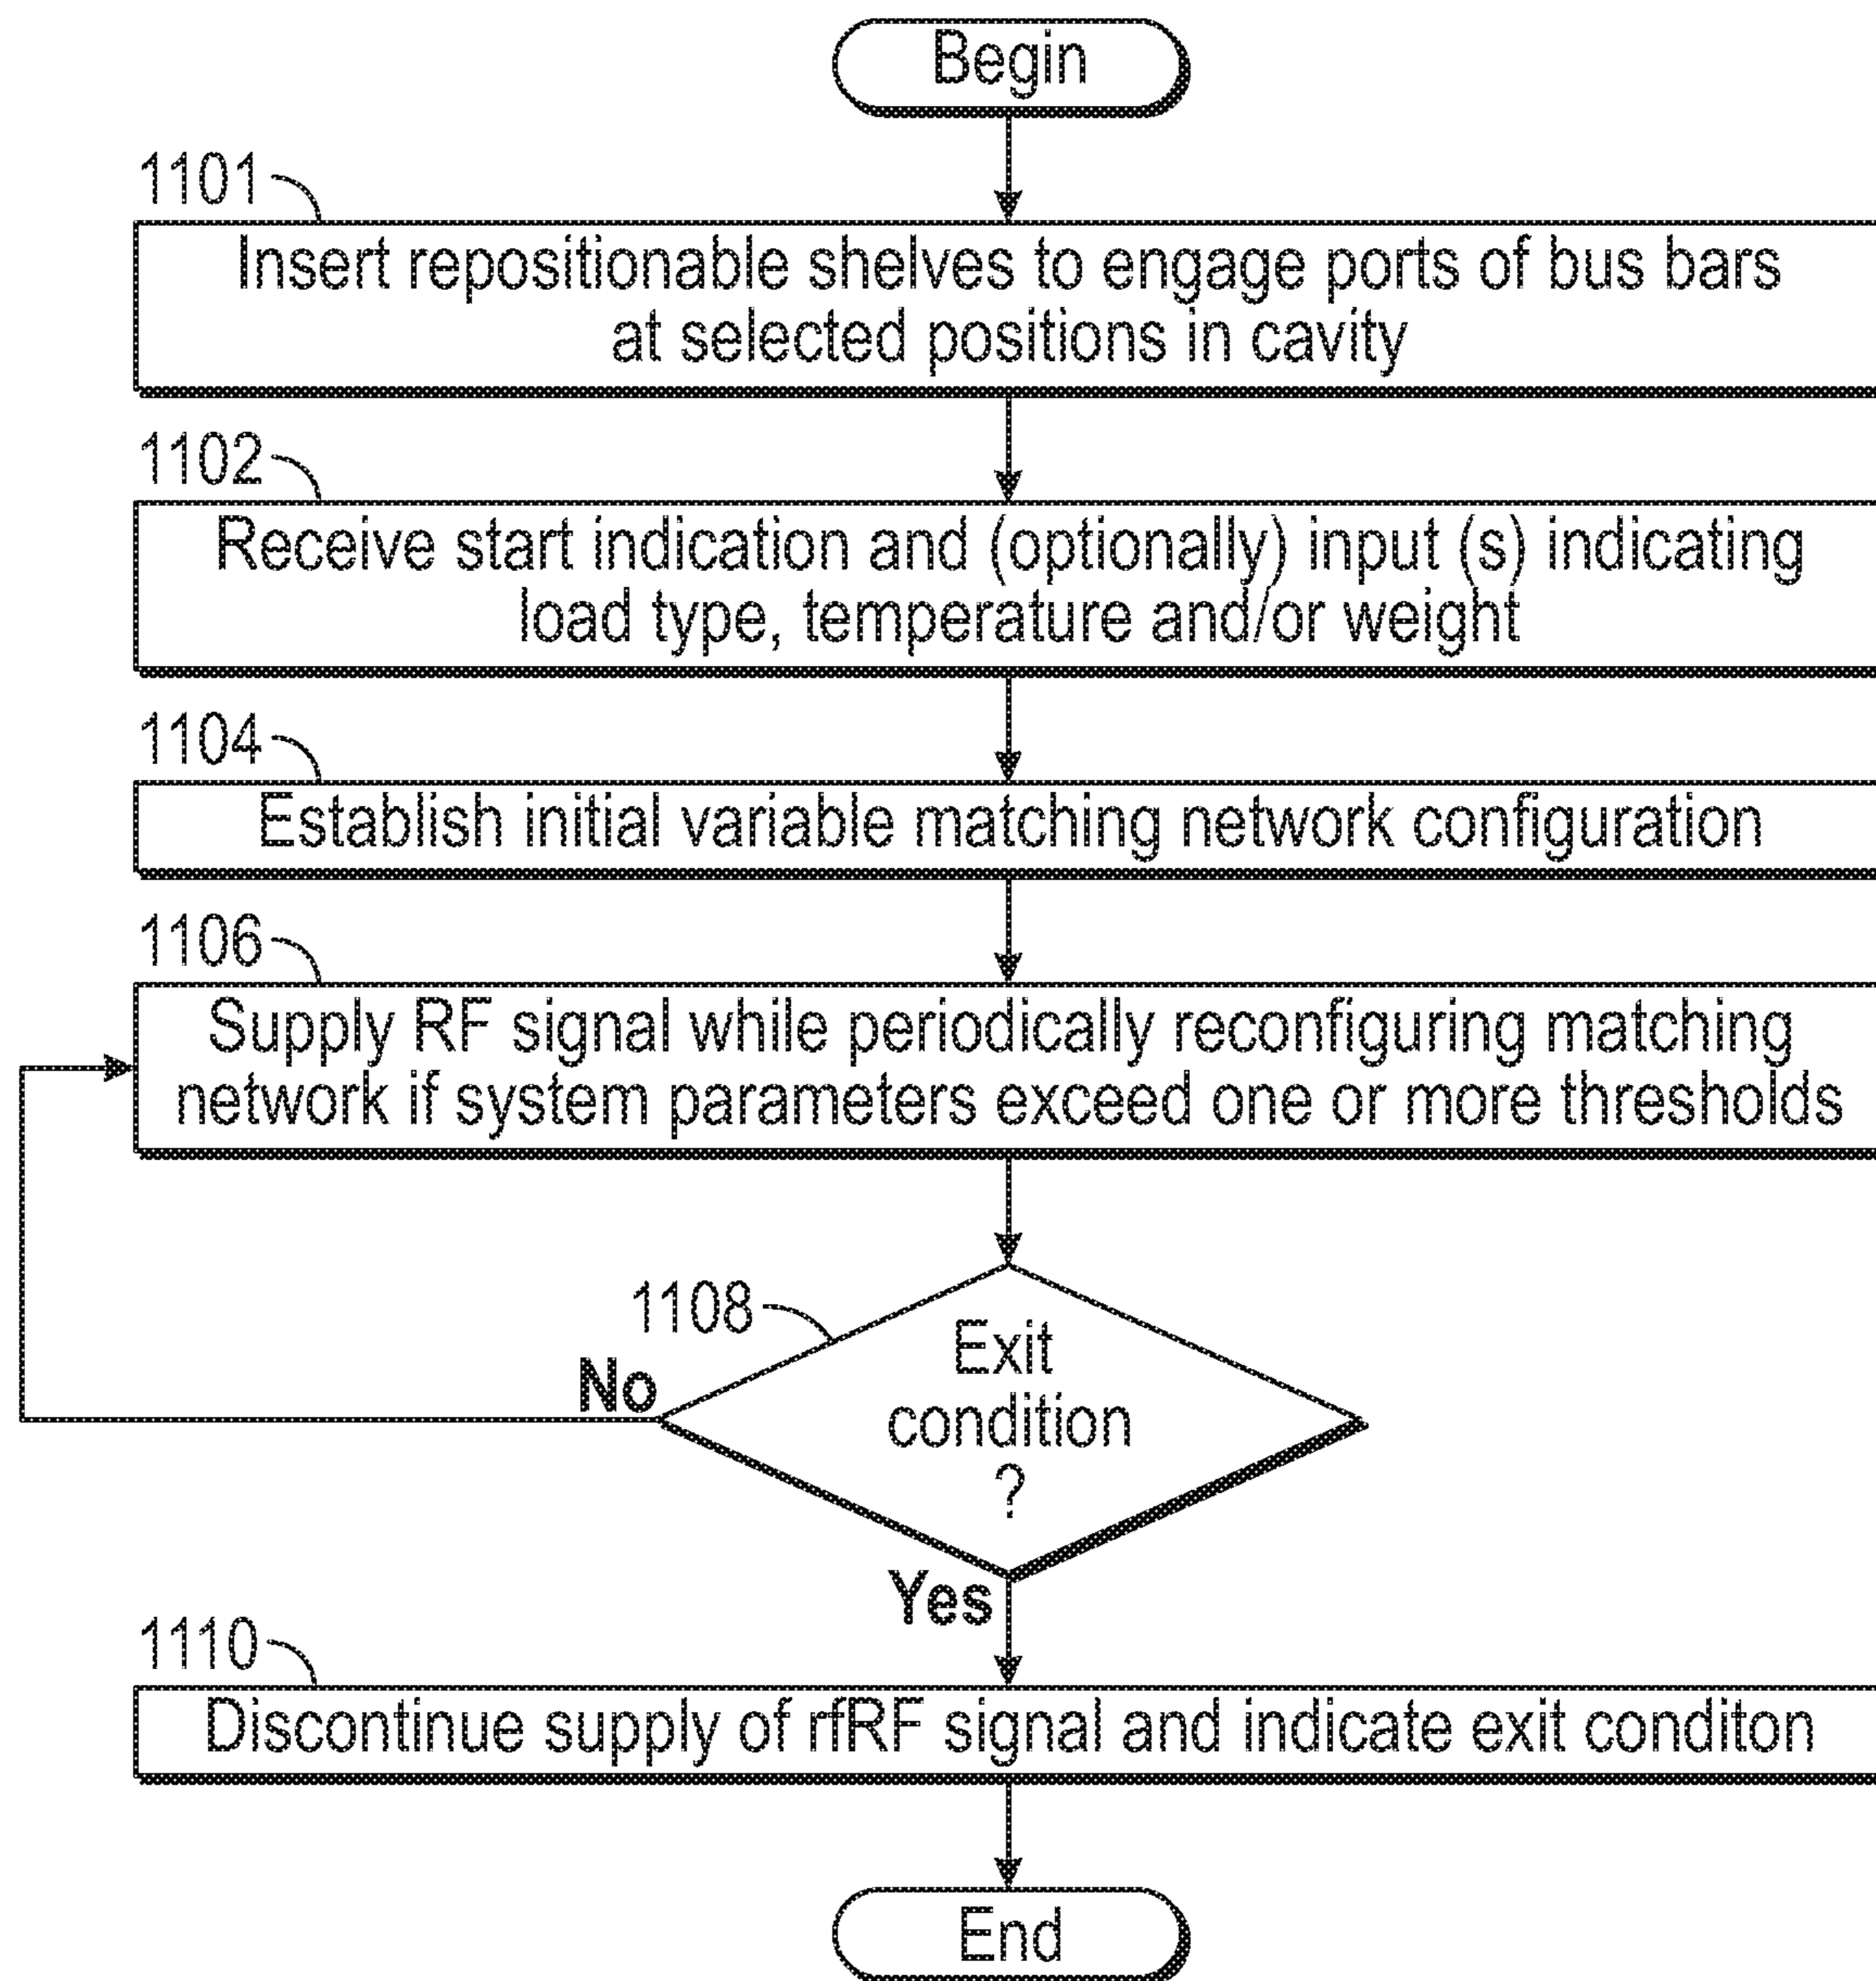 Begin
1101
Insert repositionable shelves to engage ports of bus bars
at selected positions in cavity
1102
Receive start indication and (optionally) input (s) indicating
load type, temperature and/or weight
1104
Establish initial variable matching network configuration
1106
Supply RF signal while periodically reconfiguring matching
network if system parameters exceed one or more thresholds
1108
Exit
condition
?
No
Yes
1110
Discontinue supply of rfRF signal and indicate exit conditon
End